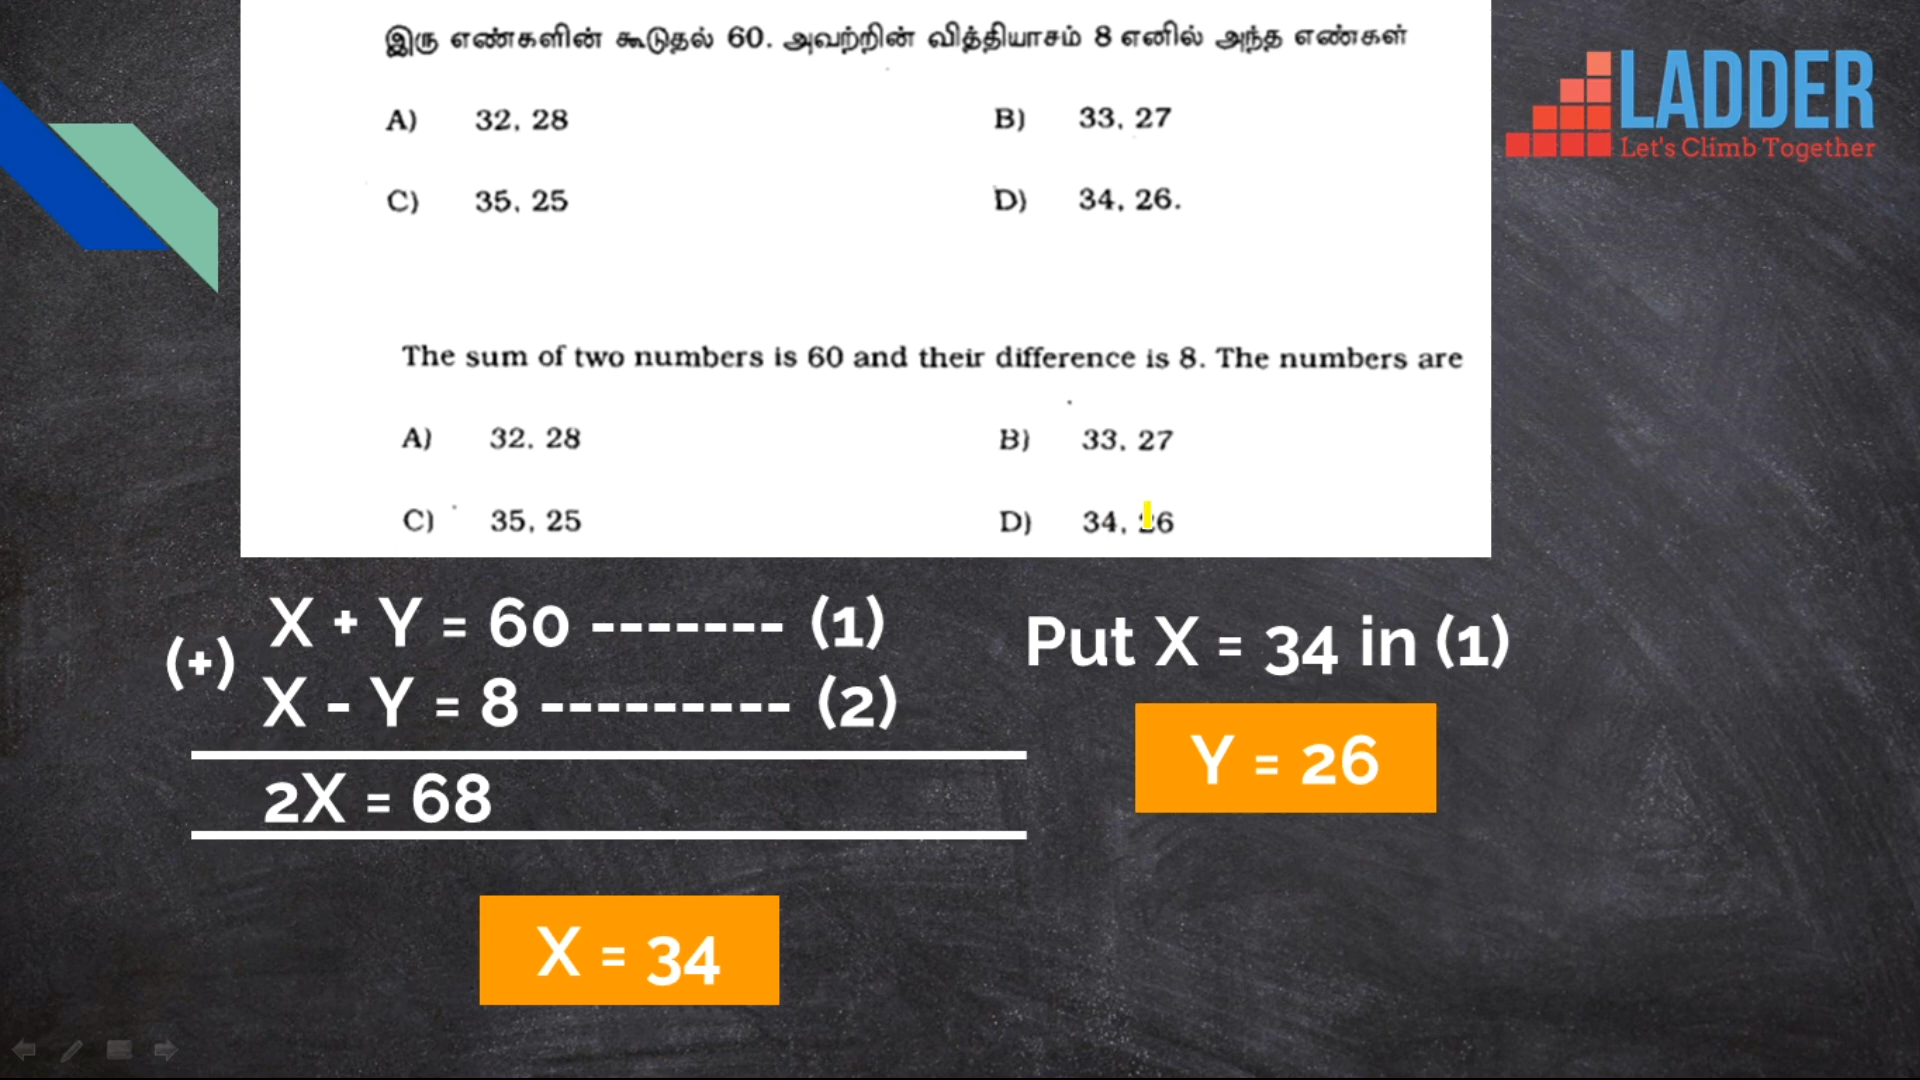 இரு எண்களின் கூடுதல் 60. அவற்றின் வித்தியாசம் 8 எனில் அந்த எண்கள்
A) 32, 28 B) 33, 27
C) 35, 25 D) 34, 26.
LADDER
Let's Climb Together
The sum of two numbers is 60 and their difference is 8. The numbers are
A) 32. 28 B) 33, 27
C) 35, 25 D) 34, 26
(+)
X + Y = 60 ------- (1)
X - Y = 8 --------- (2)
2X = 68
X = 34
Put X = 34 in (1)
Y = 26